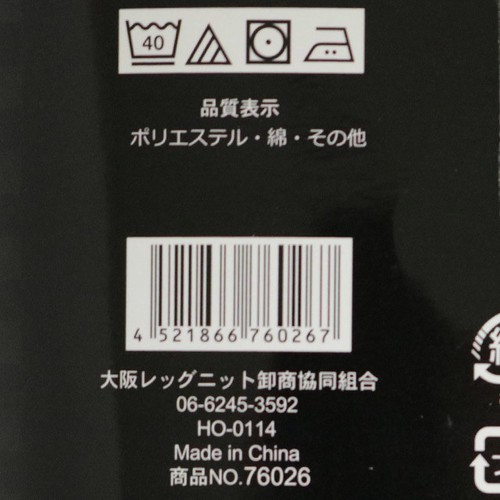 40
品質表示
ポリエステル・綿・その他
4 521866 760267
大阪レッグニット卸商協同組合
06-6245-3592
HO-0114
Made in China
商品NO.76026